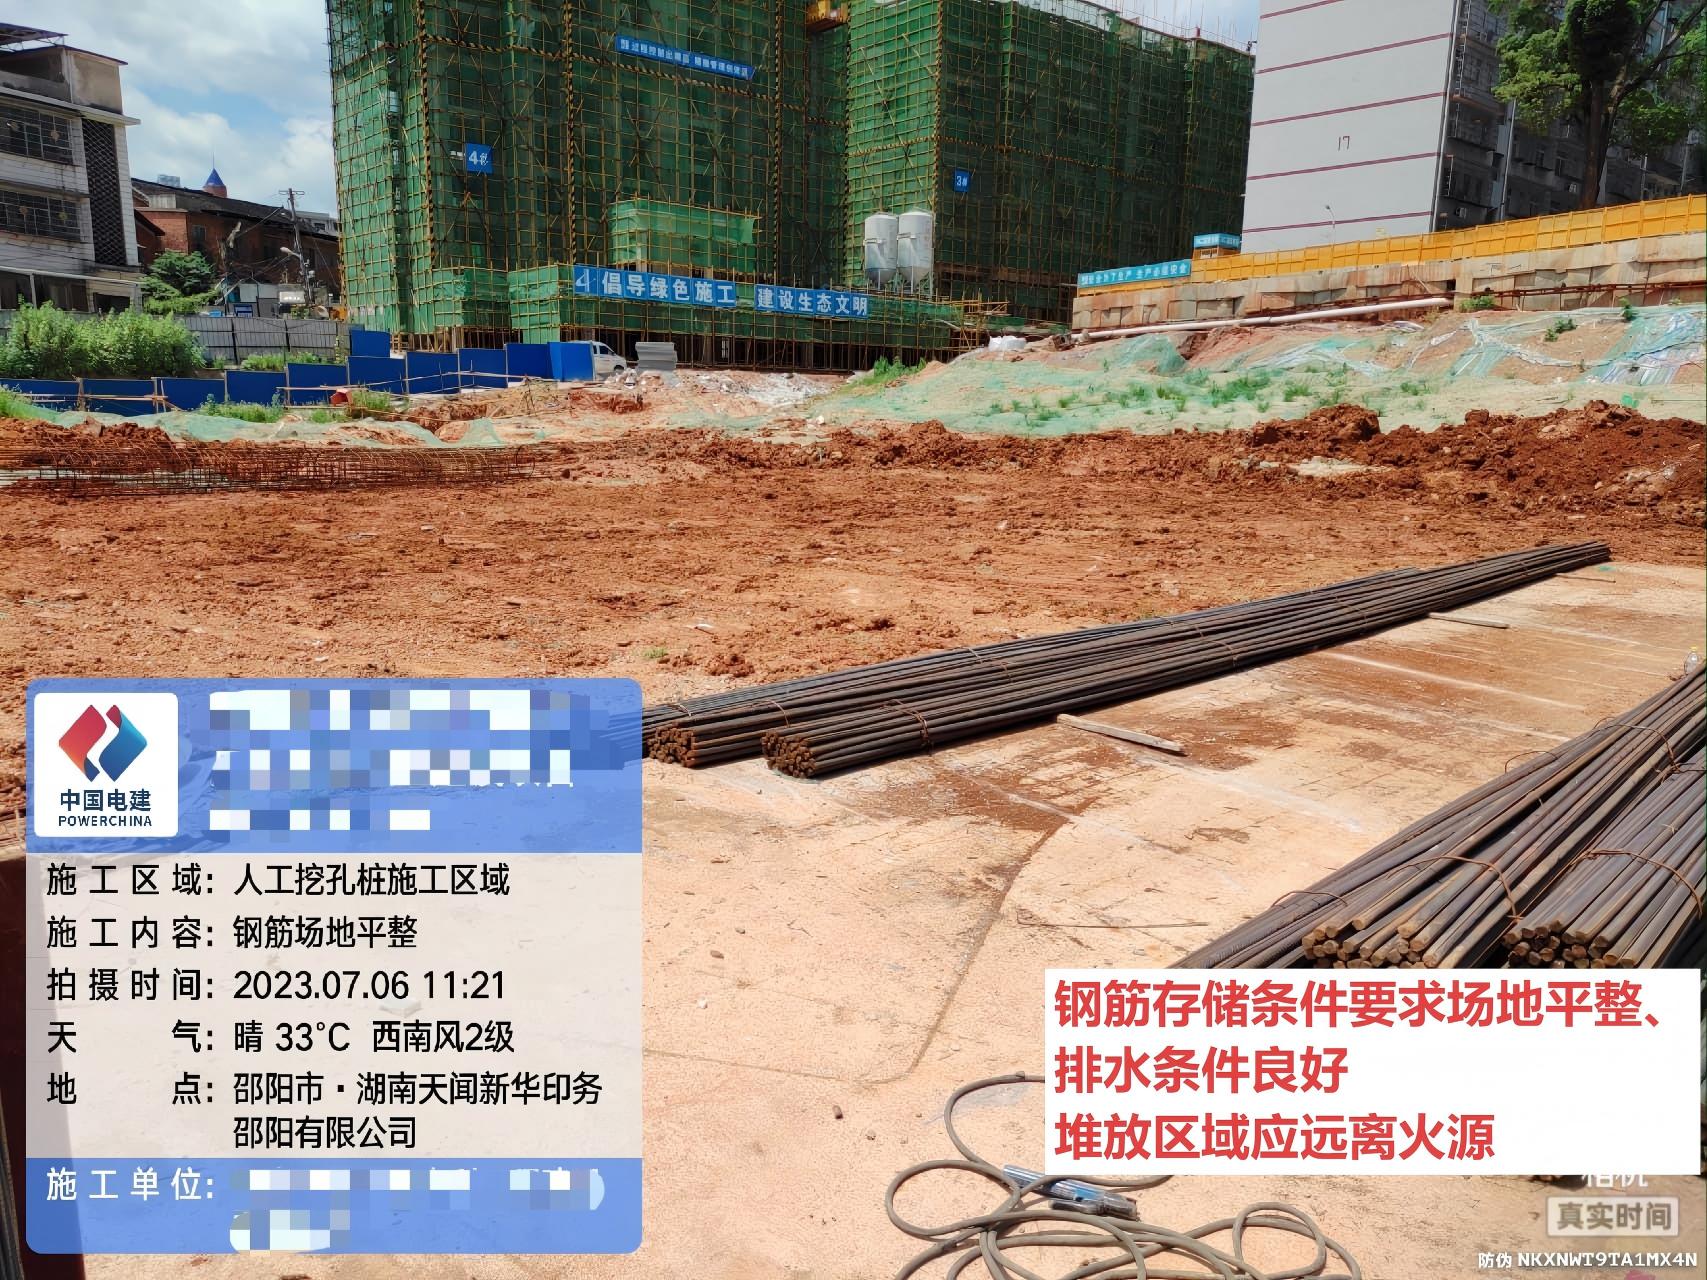 4#
3#
17
倡导绿色施工 建设生态文明
中国电建
POWERCHINA
施工区域：人工挖孔桩施工区域
施工内容：钢筋场地平整
拍摄时间：2023.07.06 11:21
天气：晴 33℃ 西南风2级
地点：邵阳市·湖南天闻新华印务
邵阳有限公司
施工单位：
钢筋存储条件要求场地平整、
排水条件良好
堆放区域应远离火源
相机
真实时间
防伪 NKXNWT9TA1MX4N